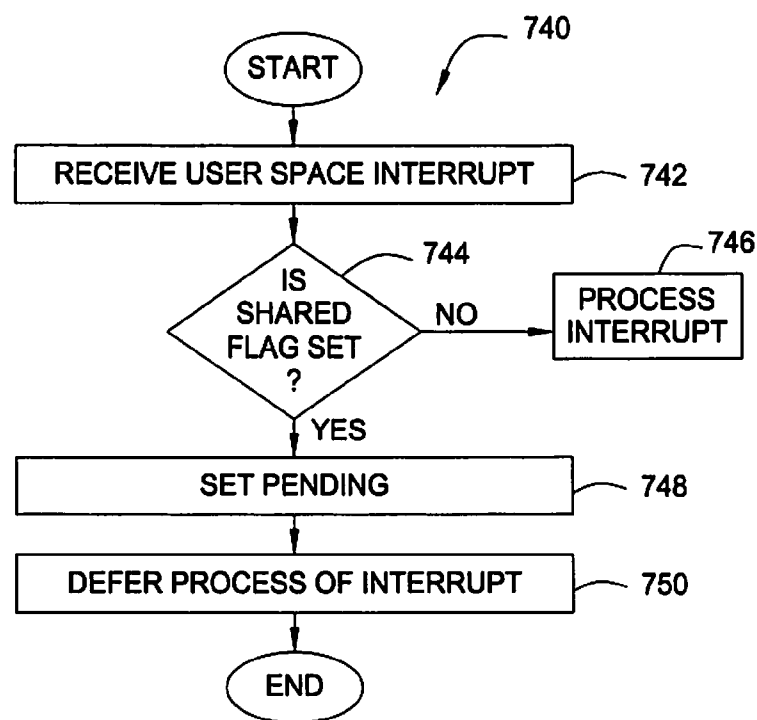 740
START
RECEIVE USER SPACE INTERRUPT
742
744
IS
SHARED
FLAG SET
?
NO
746
PROCESS
INTERRUPT
YES
SET PENDING
748
DEFER PROCESS OF INTERRUPT
750
END